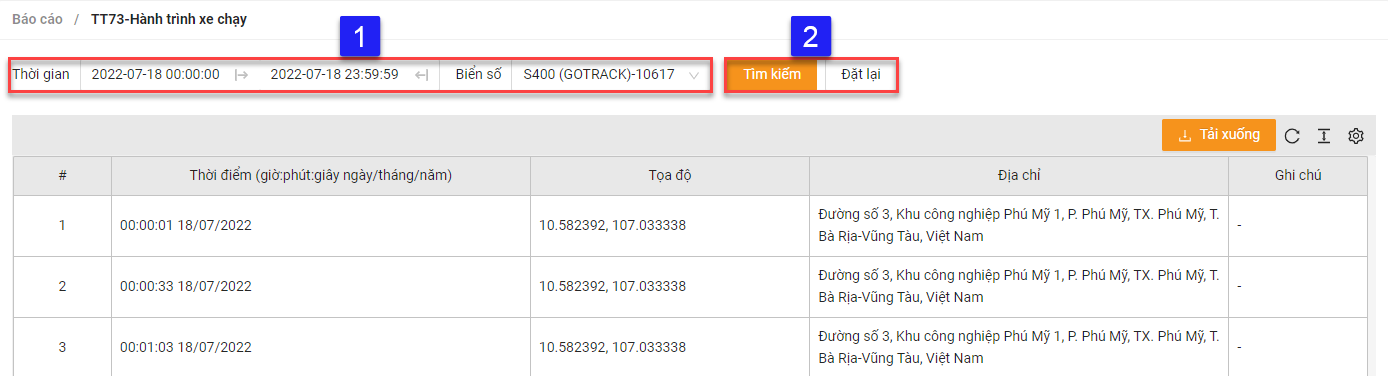 Báo cáo / TT73-Hành trình xe chạy
1
2
Thời gian 2022-07-18 00:00:00 2022-07-18 23:59:59 Biển số S400 (GOTRACK)-10617 Tìm kiếm Đặt lại
Tải xuống
# Thời điểm (giờ:phút:giây ngày/tháng/năm) Tọa độ Địa chỉ Ghi chú
1 00:00:01 18/07/2022 10.582392, 107.033338 Đường số 3, Khu công nghiệp Phú Mỹ 1, P. Phú Mỹ, TX. Phú Mỹ, T. -
Bà Rịa-Vũng Tàu, Việt Nam
2 00:00:33 18/07/2022 10.582392, 107.033338 Đường số 3, Khu công nghiệp Phú Mỹ 1, P. Phú Mỹ, TX. Phú Mỹ, T. -
Bà Rịa-Vũng Tàu, Việt Nam
3 00:01:03 18/07/2022 10.582392, 107.033338 Đường số 3, Khu công nghiệp Phú Mỹ 1, P. Phú Mỹ, TX. Phú Mỹ, T. -
Bà Rịa-Vũng Tàu, Việt Nam